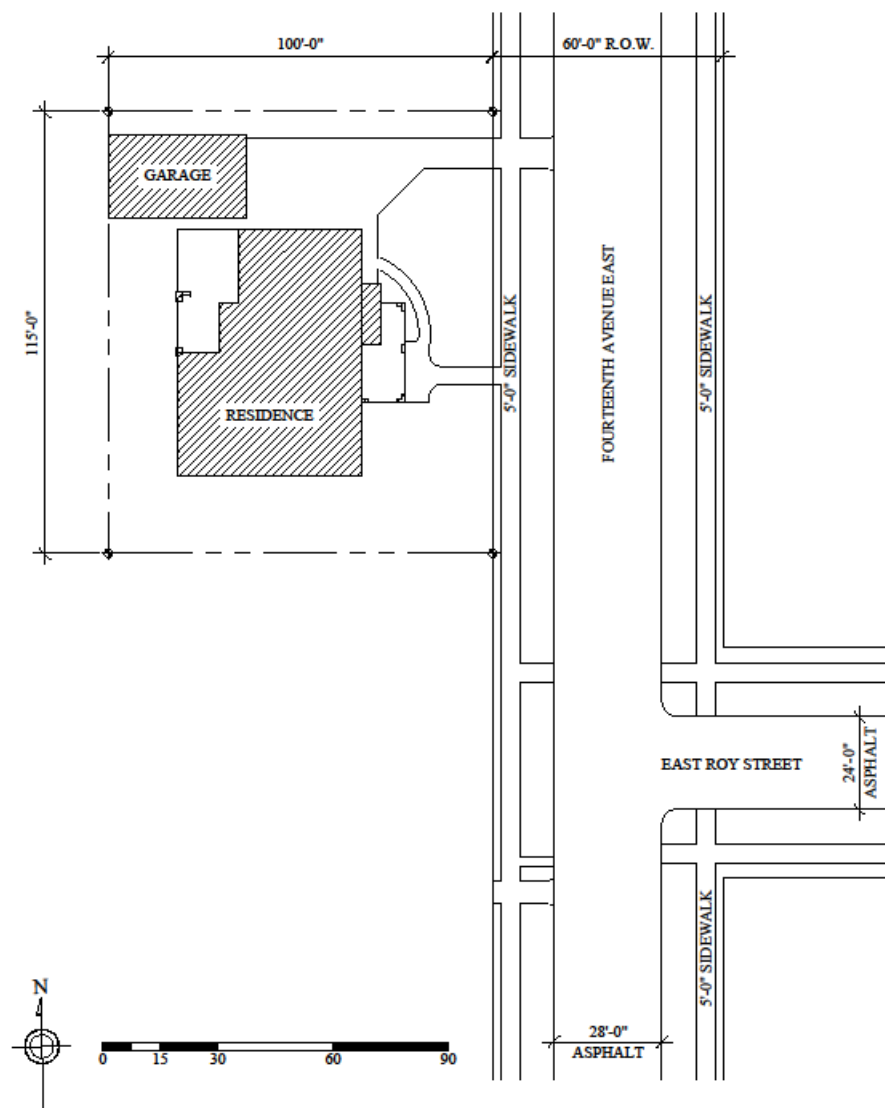 100'-0"
60'-0" R.O.W.
GARAGE
115'-0"
RESIDENCE
5'-0" SIDEWALK
FOURTEENTH AVENUE EAST
5'-0" SIDEWALK
EAST ROY STREET
24'-0"
ASPHALT
5'-0" SIDEWALK
N
0
15
30
60
90
28'-0"
ASPHALT